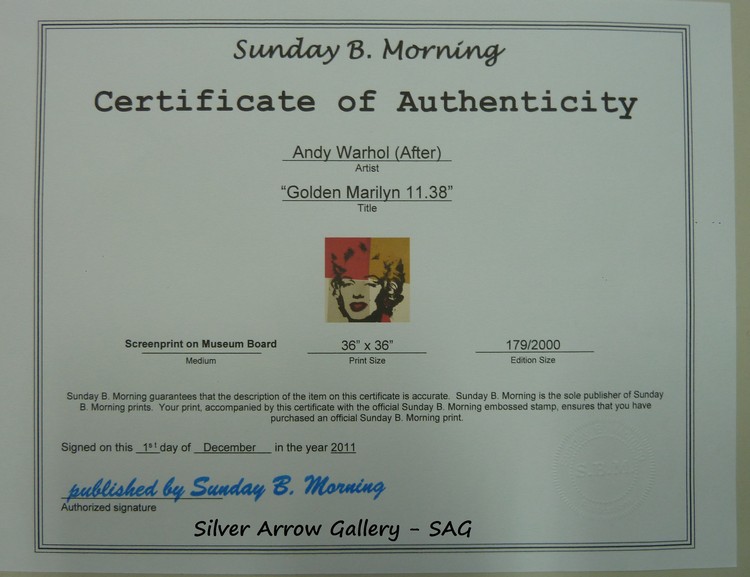 Sunday B. Morning
Certificate of Authenticity
Andy Warhol (After)
Artist
“Golden Marilyn 11.38”
Title
Screenprint on Museum Board 36” x 36” 179/2000
Medium Print Size Edition Size
Sunday B. Morning guarantees that the description of the item on this certificate is accurate. Sunday B. Morning is the sole publisher of Sunday
B. Morning prints. Your print, accompanied by this certificate with the official Sunday B. Morning embossed stamp, ensures that you have
purchased an official Sunday B. Morning print.
Signed on this 1st day of December in the year 2011
published by Sunday B. Morning
Authorized signature
Silver Arrow Gallery - SAG